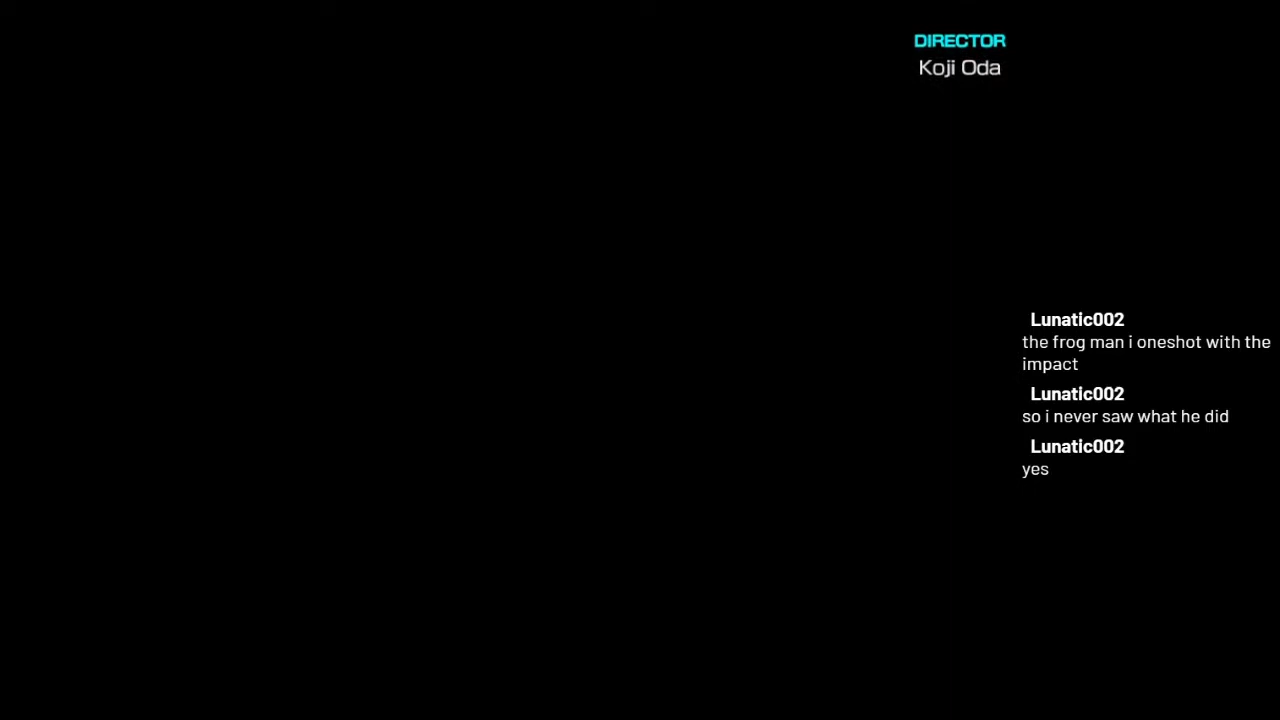 DIRECTOR
Koji Oda
Lunatic002
the frog man i oneshot with the
impact
Lunatic002
so i never saw what he did
Lunatic002
yes